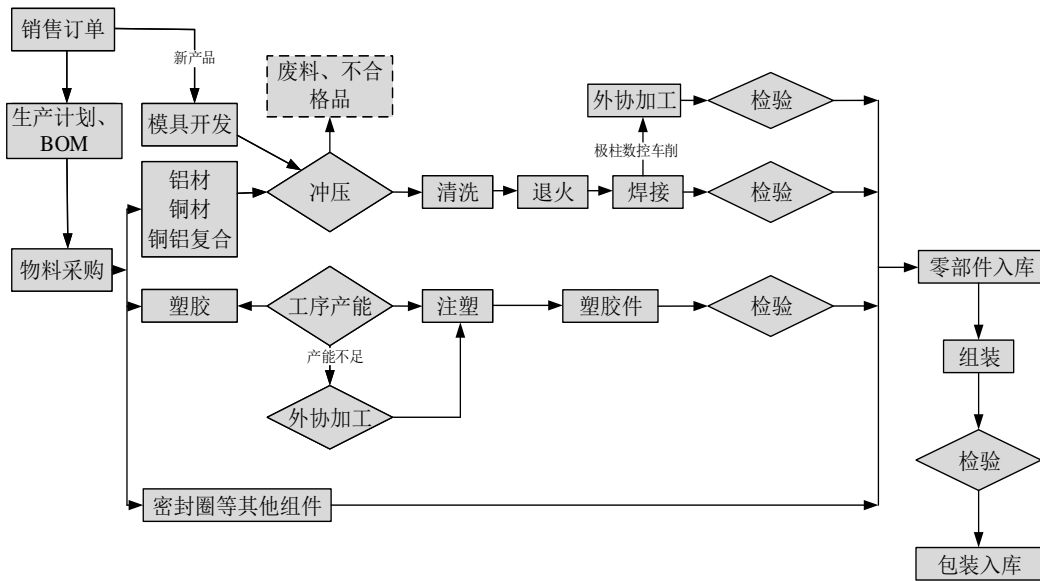 销售订单
新产品
废料、不合
格品
生产计划、
BOM
模具开发
外协加工
检验
极柱数控车削
铝材
铜材
铜铝复合
冲压
清洗
退火
焊接
检验
物料采购
零部件入库
塑胶
工序产能
注塑
塑胶件
检验
产能不足
组装
外协加工
检验
密封圈等其他组件
包装入库